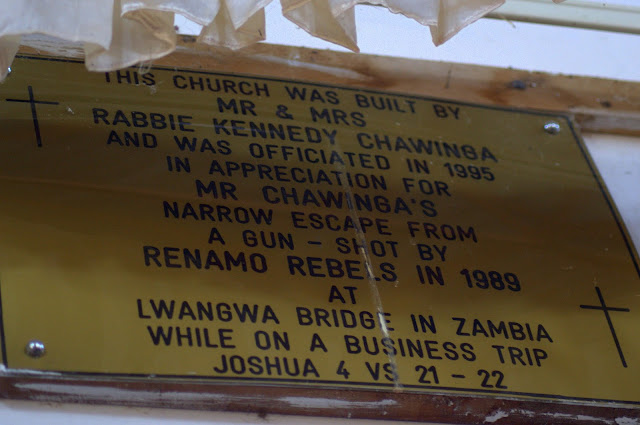 THIS CHURCH WAS BUILT BY
MR & MRS
RABBIE KENNEDY CHAWINGA
AND WAS OFFICIATED IN 1995
IN APPRECIATION FOR
MR CHAWINGA'S
NARROW ESCAPE FROM
A GUN – SHOT BY
RENAMO REBELS IN 1989
AT
LWANGWA BRIDGE IN ZAMBIA
WHILE ON A BUSINESS TRIP
JOSHUA 4 VS 21 – 22